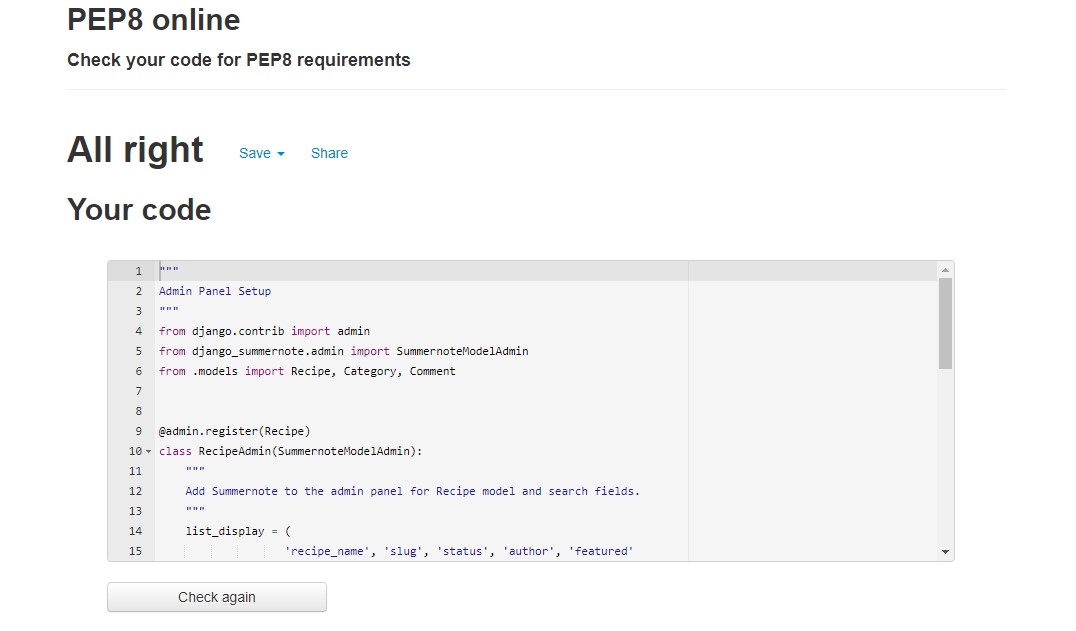 PEP8 online
Check your code for PEP8 requirements
All right Save Share
Your code
1 """
2 Admin Panel Setup
3 """
4 from django.contrib import admin
5 from django_summernote.admin import SummernoteModelAdmin
6 from .models import Recipe, Category, Comment
7
8
9 @admin.register(Recipe)
10 class RecipeAdmin(SummernoteModelAdmin):
11 """
12 Add Summernote to the admin panel for Recipe model and search fields.
13 """
14 list_display = (
15 'recipe_name', 'slug', 'status', 'author', 'featured'
Check again